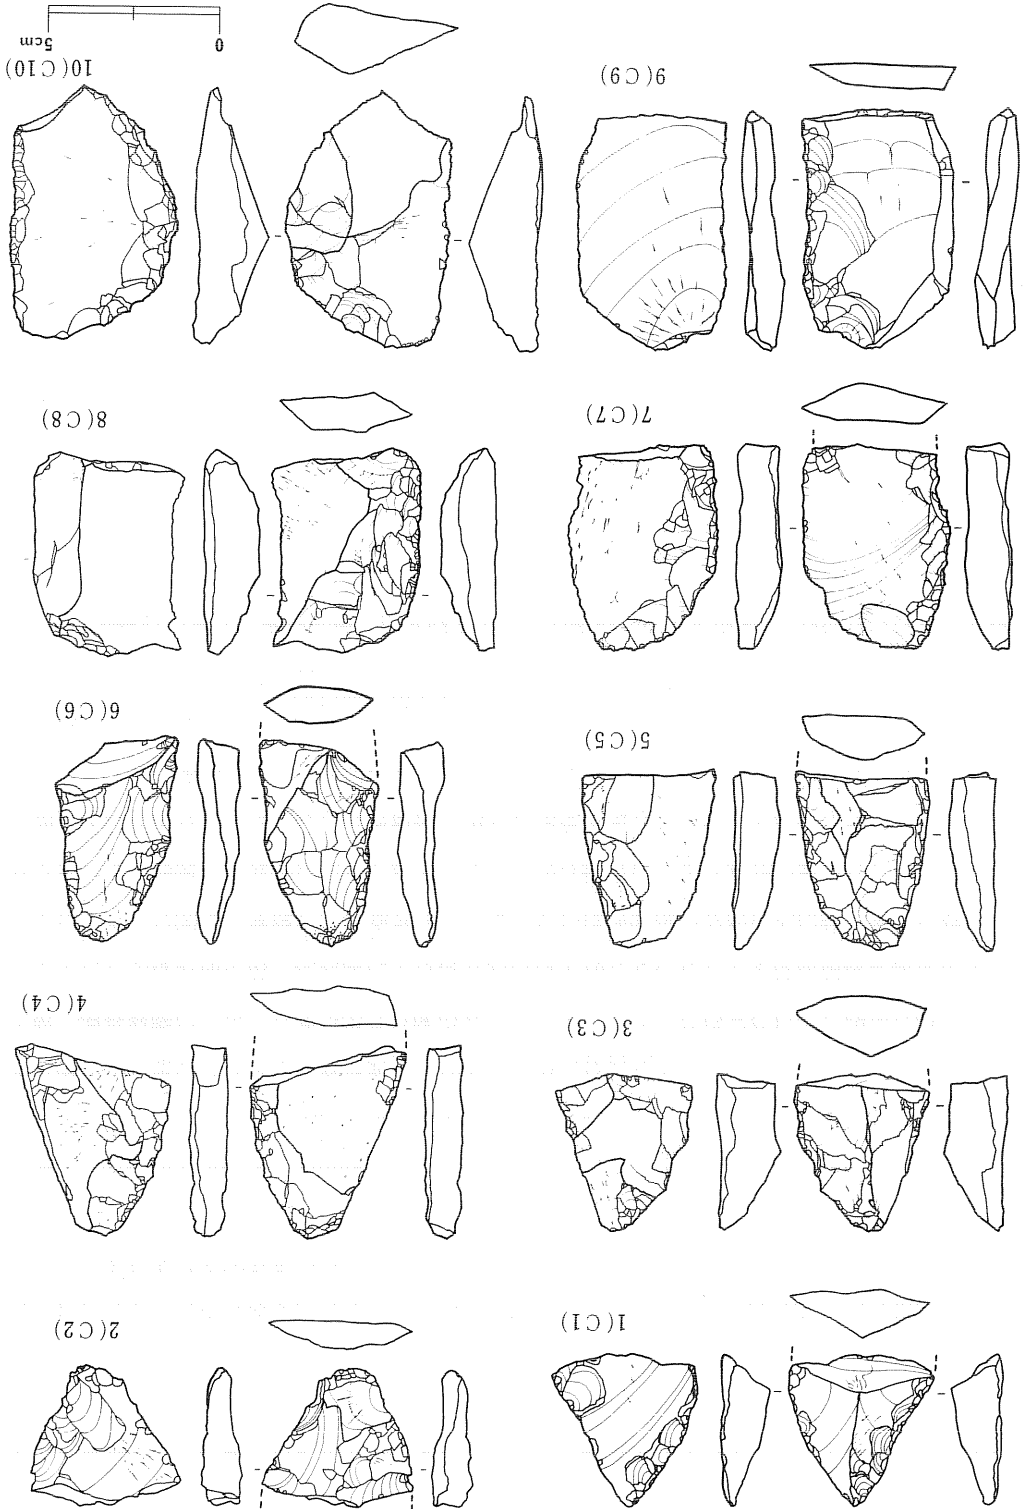 1(C1)
2(C2)
3(C3)
4(C4)
5(C5)
6(C6)
7(C7)
8(C8)
9(C9)
10(C10)
0 5cm